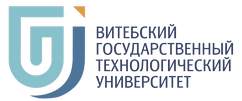 ВИТЕБСКИЙ
ГОСУДАРСТВЕННЫЙ
ТЕХНОЛОГИЧЕСКИЙ
УНИВЕРСИТЕТ